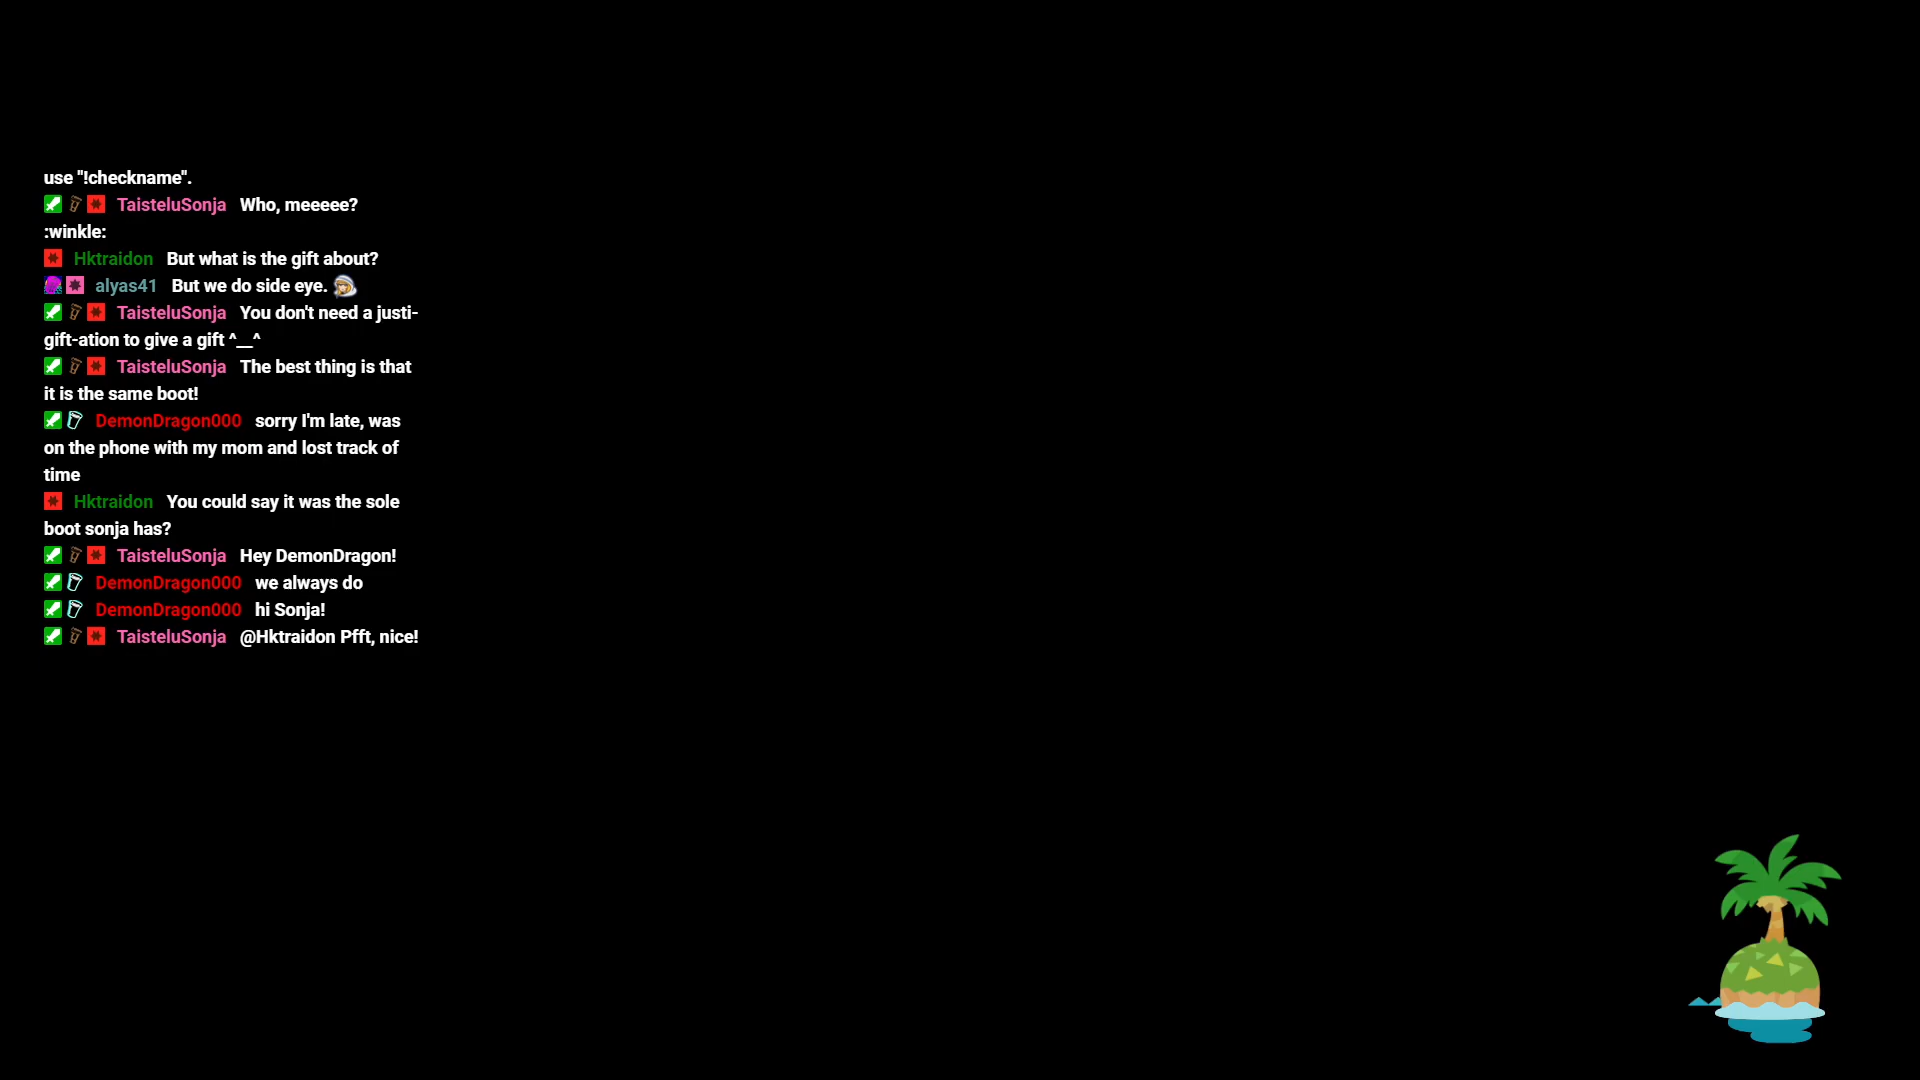 use "!checkname".
TaisteluSonja Who, meeeee?
:winkle:
Hktraidon But what is the gift about?
alyas41 But we do side eye.
TaisteluSonja You don't need a justi-
gift-ation to give a gift ^__^
TaisteluSonja The best thing is that
it is the same boot!
DemonDragon000 sorry I'm late, was
on the phone with my mom and lost track of
time
Hktraidon You could say it was the sole
boot sonja has?
TaisteluSonja Hey DemonDragon!
DemonDragon000 we always do
DemonDragon000 hi Sonja!
TaisteluSonja @Hktraidon Pfft, nice!